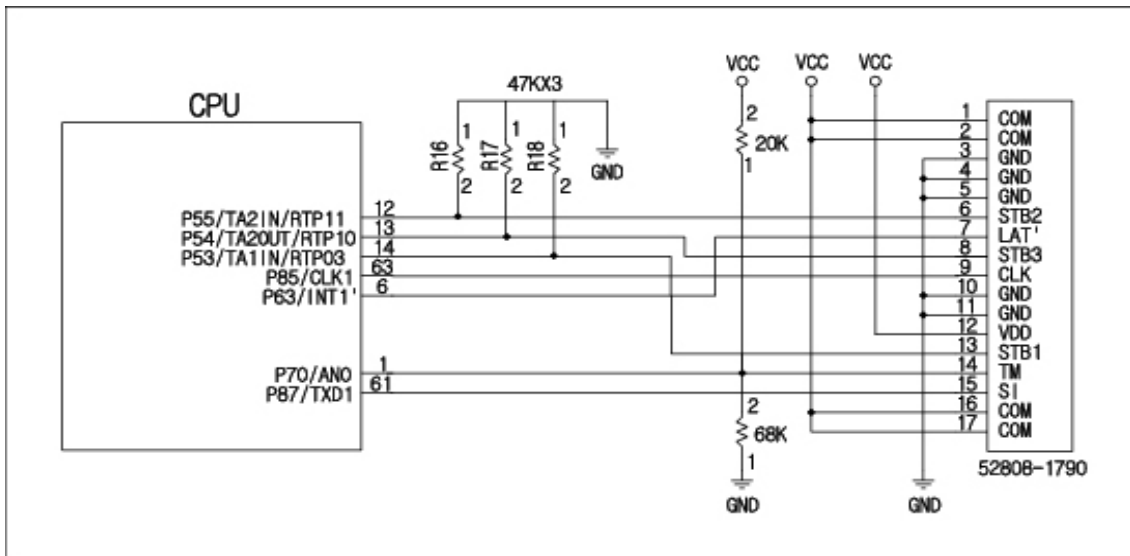 CPU
47KX3
VCC
VCC
VCC
R16
R17
R18
1
1
1
2
2
2
GND
2
20K
1
P55/TA2IN/RTP11
12
P54/TA2OUT/RTP10
13
P53/TA1IN/RTP03
14
P85/CLK1
63
P63/INT1'
6
P70/AN0
1
P87/TXD1
61
2
68K
1
GND
GND
1 COM
2 COM
3 GND
4 GND
5 GND
6 STB2
7 LAT'
8 STB3
9 CLK
10 GND
11 GND
12 VDD
13 STB1
14 TM
15 SI
16 COM
17 COM
52808-1790